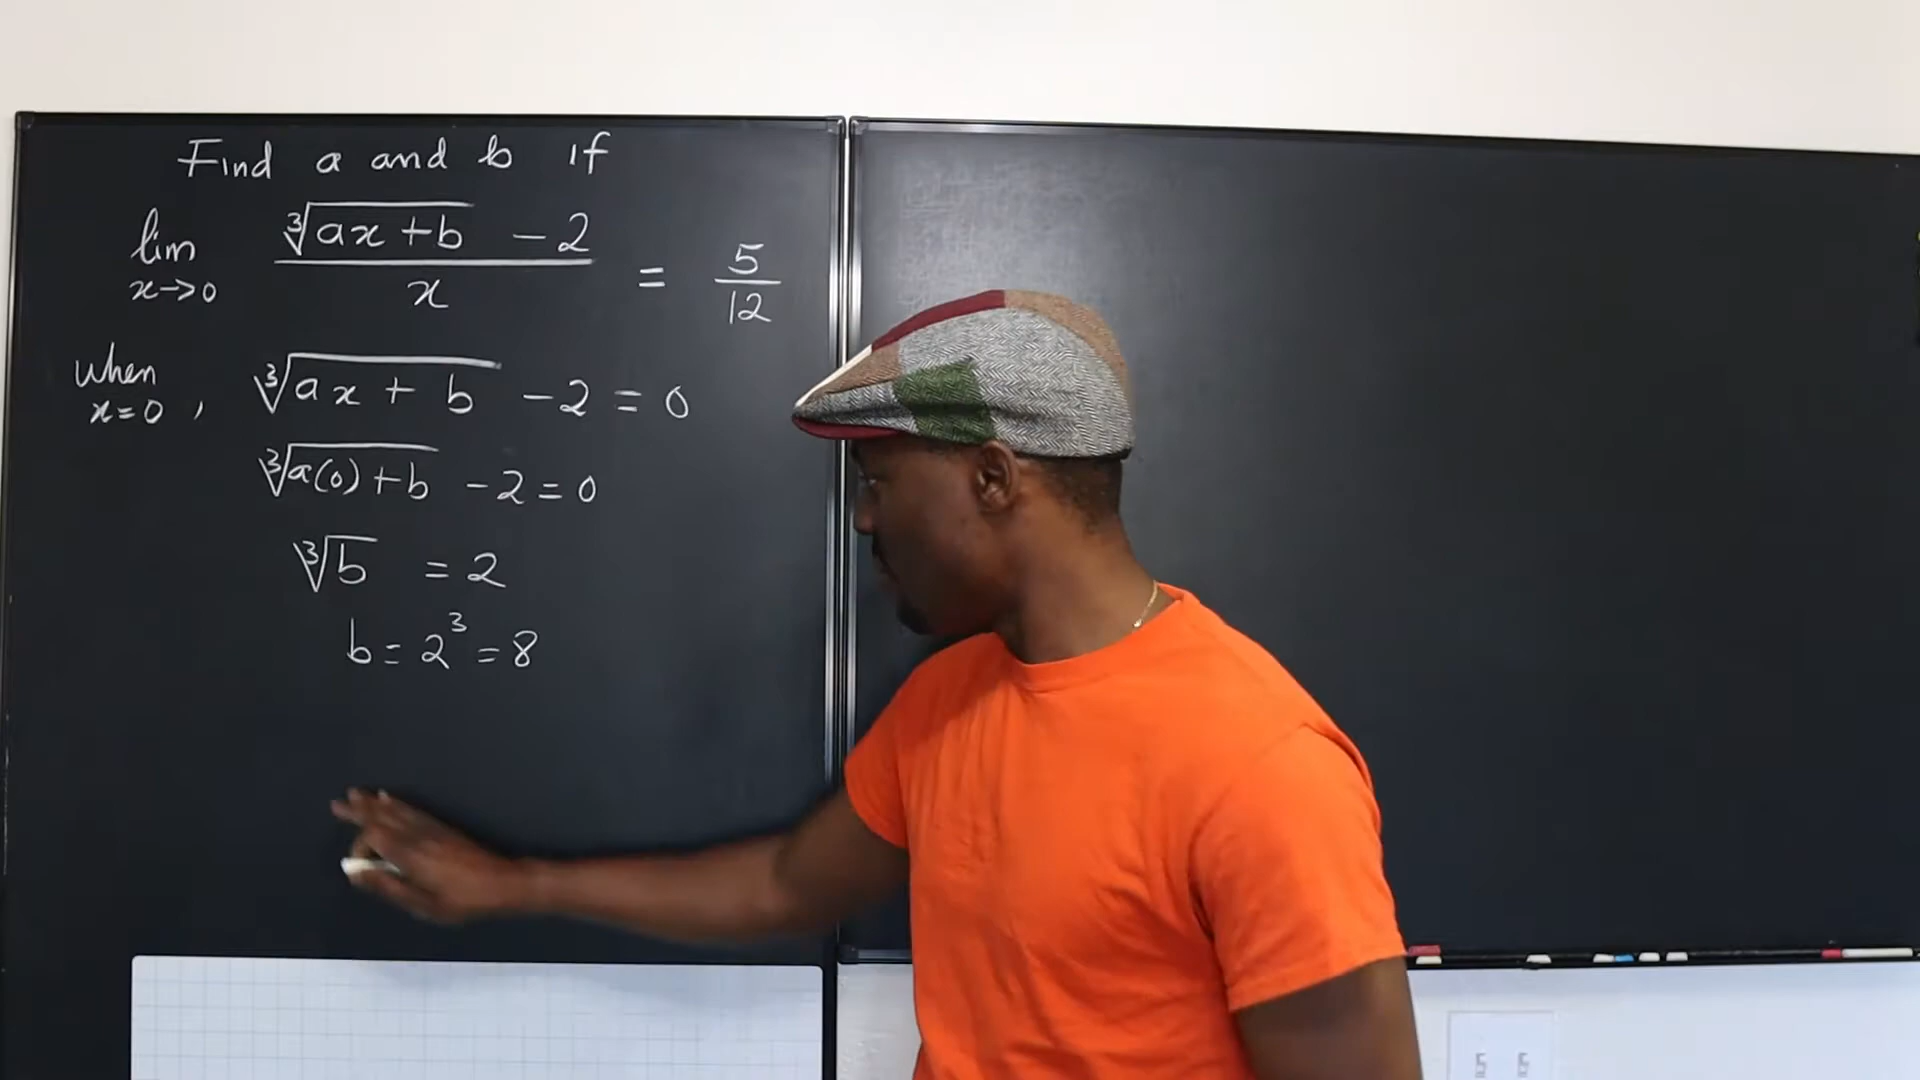 Find a and b if
lim x→0 ∛(ax+b) - 2 / x = 5/12
when x=0, ∛(ax + b) - 2 = 0
∛(a(0)+b) - 2 = 0
∛b = 2
b = 2³ = 8